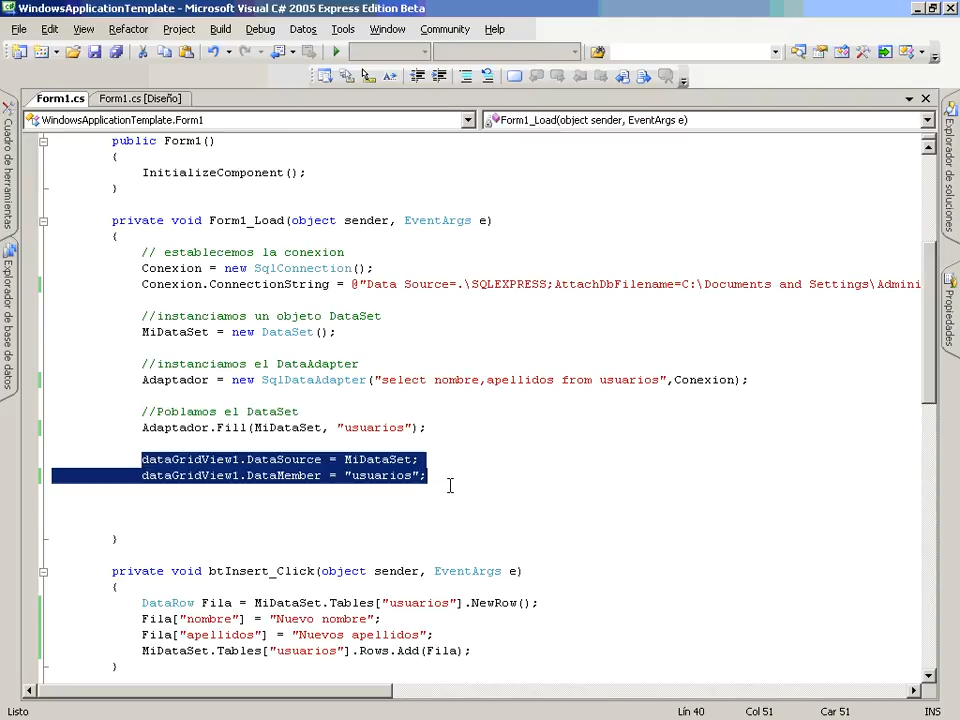 WindowsApplicationTemplate - Microsoft Visual C# 2005 Express Edition Beta
File Edit View Refactor Project Build Debug Datos Tools Window Community Help
Form1.cs Form1.cs [Diseño]
WindowsApplicationTemplate.Form1 Form1_Load(object sender, EventArgs e)
Cuadro de herramientas
Explorador de base de datos
Explorador de soluciones
Propiedades
public Form1()
{
InitializeComponent();
}
private void Form1_Load(object sender, EventArgs e)
{
// establecemos la conexion
Conexion = new SqlConnection();
Conexion.ConnectionString = @"Data Source=.\SQLEXPRESS;AttachDbFilename=C:\Documents and Settings\Admini
//instanciamos un objeto DataSet
MiDataSet = new DataSet();
//instanciamos el DataAdapter
Adaptador = new SqlDataAdapter("select nombre,apellidos from usuarios",Conexion);
//Poblamos el DataSet
Adaptador.Fill(MiDataSet, "usuarios");
dataGridView1.DataSource = MiDataSet;
dataGridView1.DataMember = "usuarios";
}
private void btInsert_Click(object sender, EventArgs e)
{
DataRow Fila = MiDataSet.Tables["usuarios"].NewRow();
Fila["nombre"] = "Nuevo nombre";
Fila["apellidos"] = "Nuevos apellidos";
MiDataSet.Tables["usuarios"].Rows.Add(Fila);
}
Listo Lín 40 Col 51 Car 51 INS